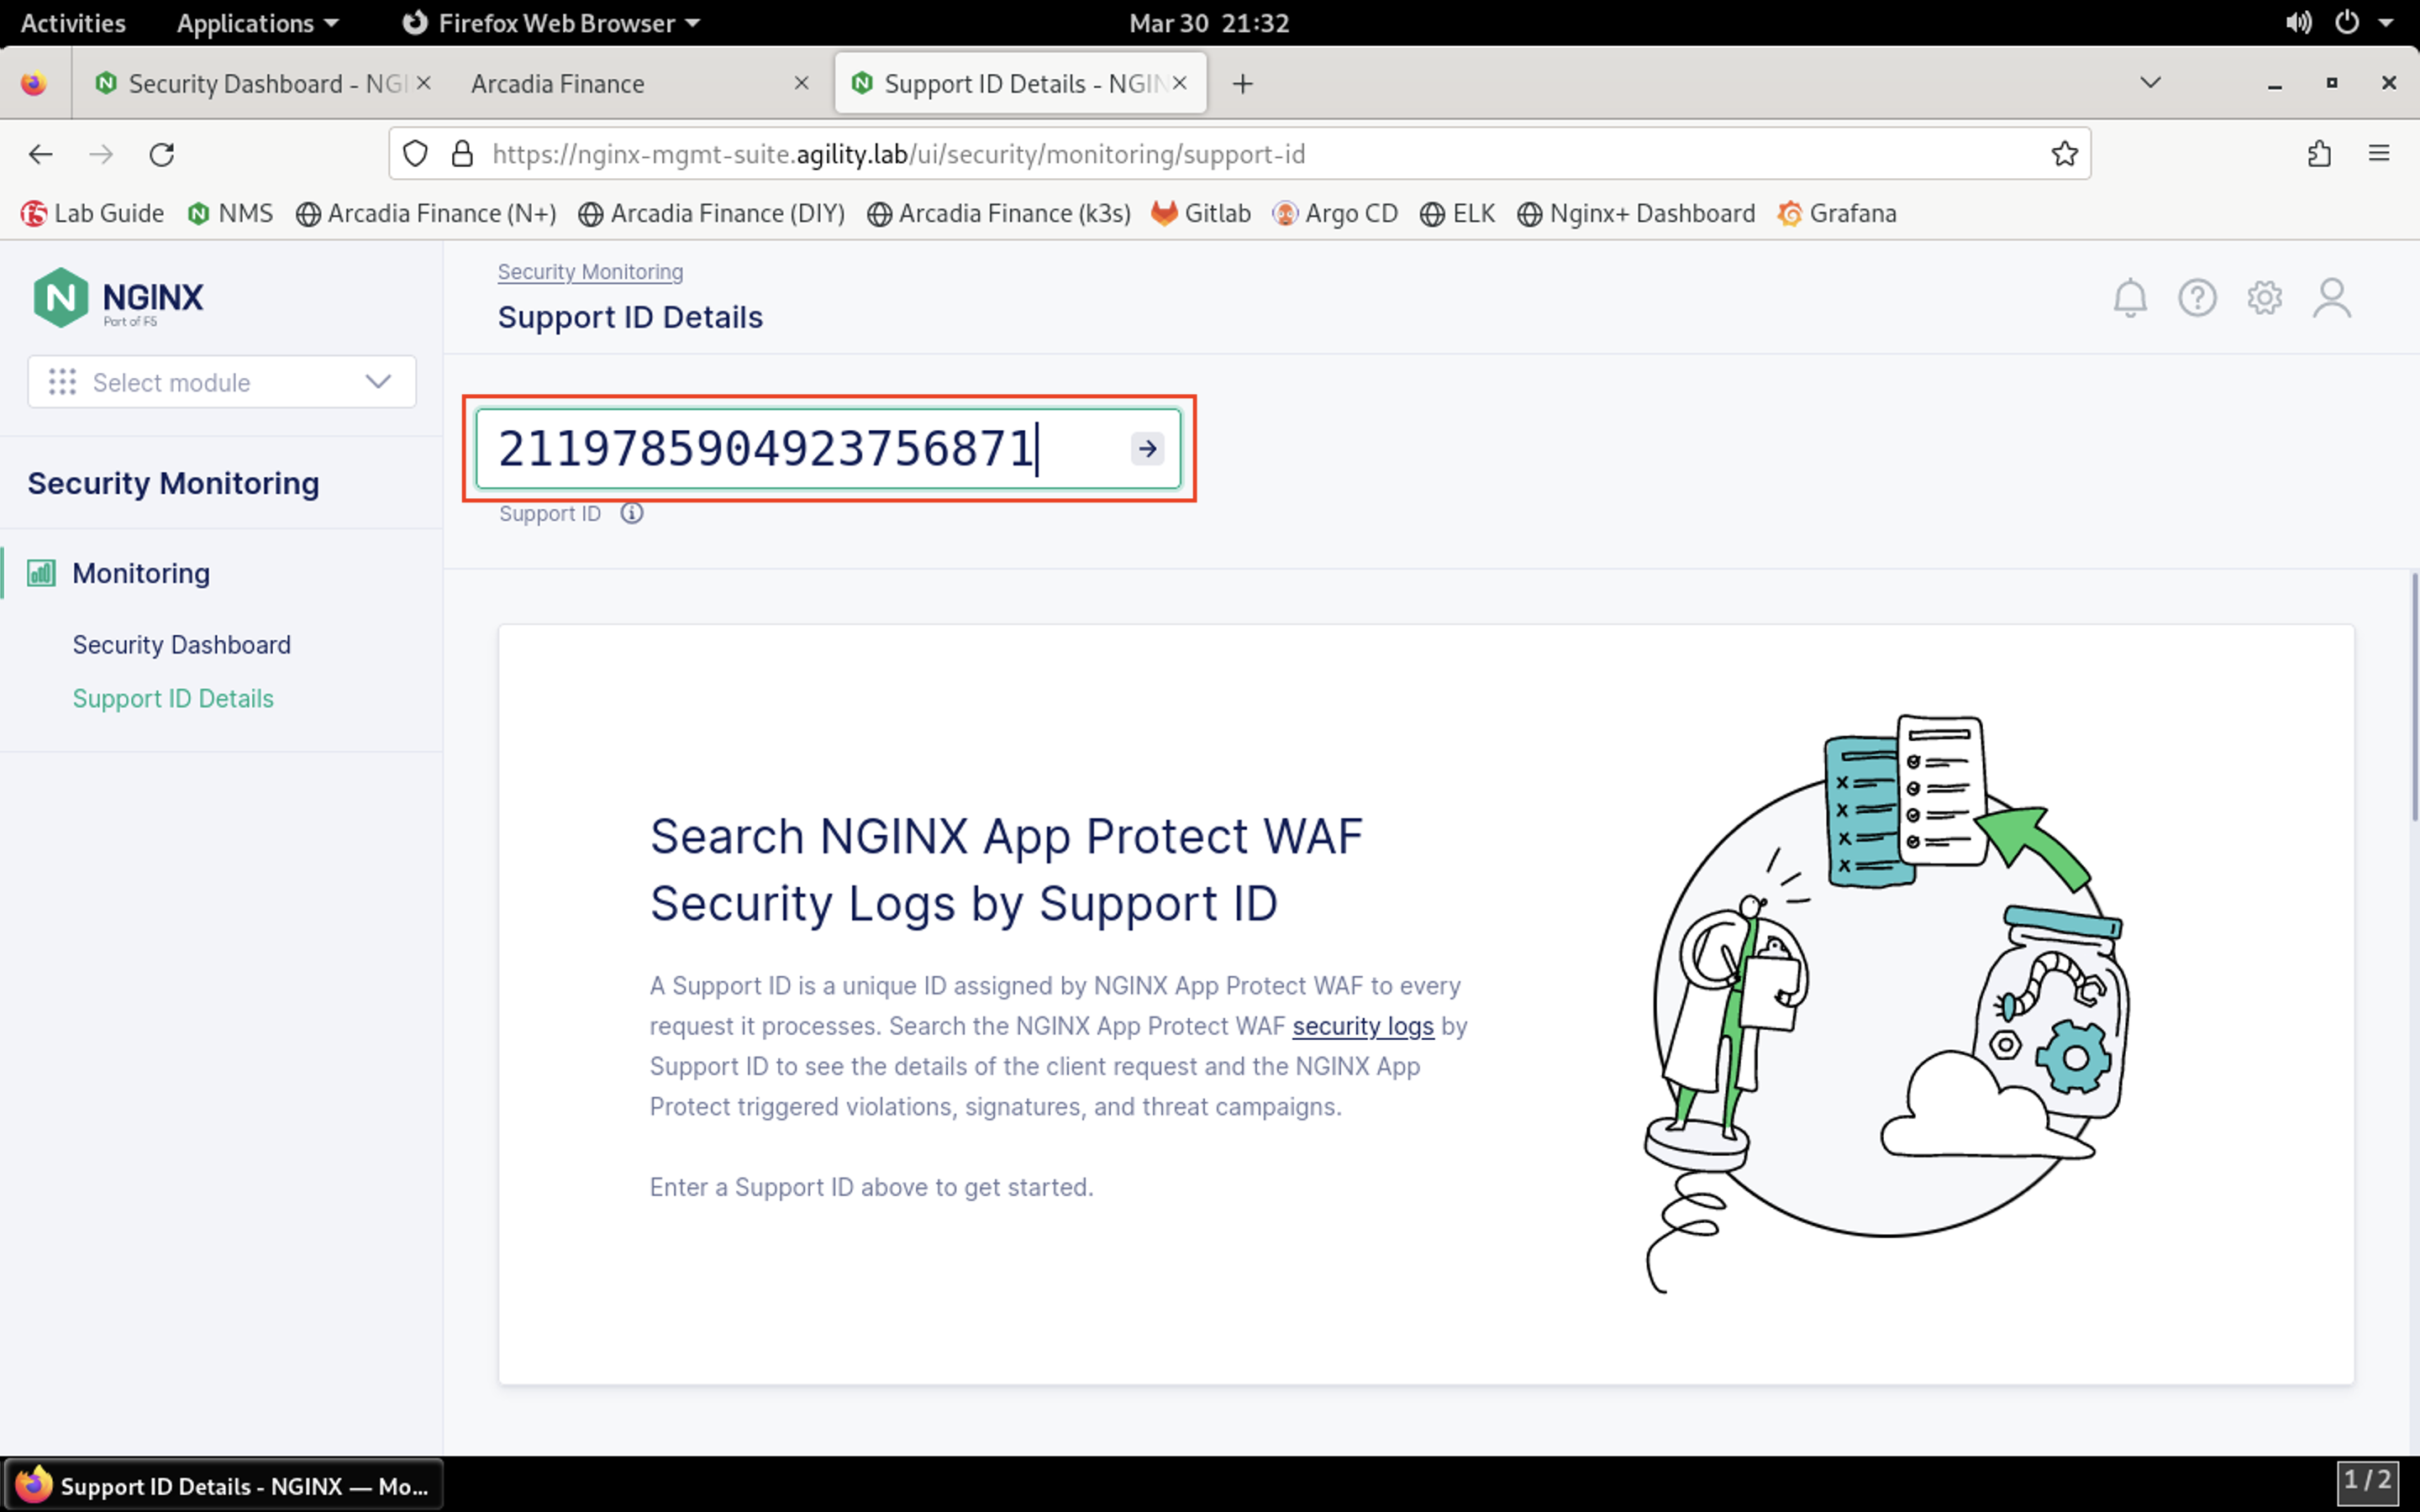 Activities Applications Firefox Web Browser Mar 30 21:32
Security Dashboard - NGI Arcadia Finance Support ID Details - NGIN
https://nginx-mgmt-suite.agility.lab/ui/security/monitoring/support-id
Lab Guide NMS Arcadia Finance (N+) Arcadia Finance (DIY) Arcadia Finance (k3s) Gitlab Argo CD ELK Nginx+ Dashboard Grafana
NGINX
Part of F5
Select module
Security Monitoring
Monitoring
Security Dashboard
Support ID Details
Security Monitoring
Support ID Details
2119785904923756871
Support ID
Search NGINX App Protect WAF
Security Logs by Support ID
A Support ID is a unique ID assigned by NGINX App Protect WAF to every
request it processes. Search the NGINX App Protect WAF security logs by
Support ID to see the details of the client request and the NGINX App
Protect triggered violations, signatures, and threat campaigns.
Enter a Support ID above to get started.
Support ID Details - NGINX — Mo...
1 / 2